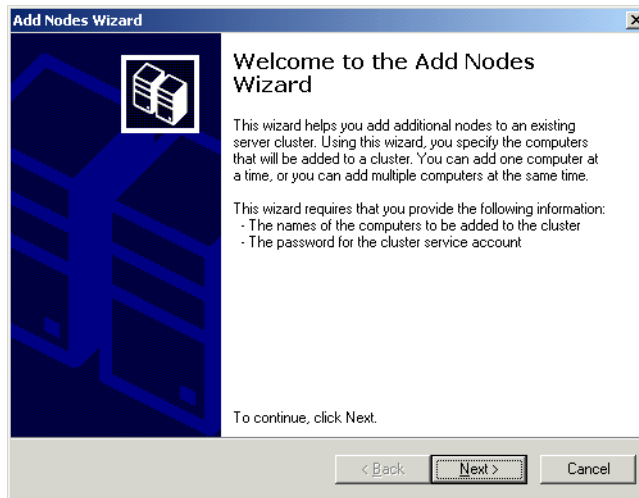 Add Nodes Wizard
Welcome to the Add Nodes
Wizard
This wizard helps you add additional nodes to an existing
server cluster. Using this wizard, you specify the computers
that will be added to a cluster. You can add one computer at
a time, or you can add multiple computers at the same time.
This wizard requires that you provide the following information:
- The names of the computers to be added to the cluster
- The password for the cluster service account
To continue, click Next.
< Back
Next >
Cancel